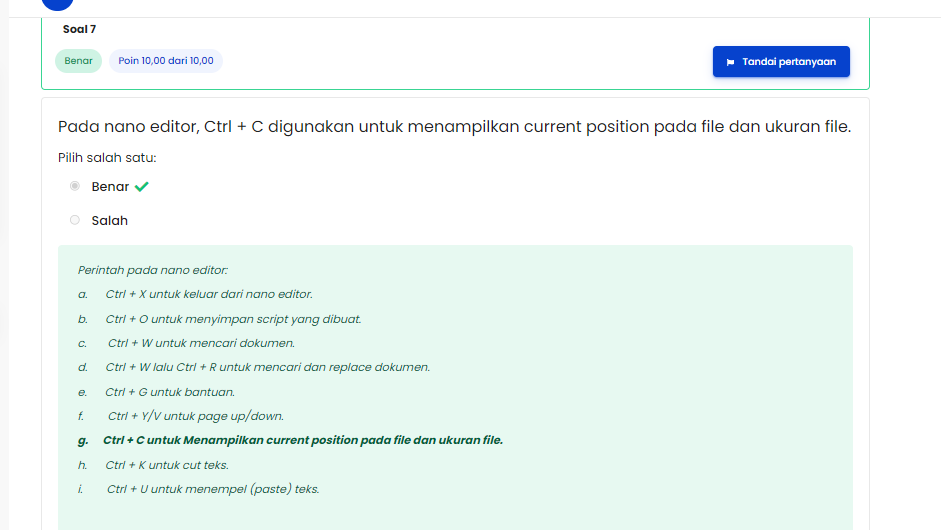 Soal 7
Benar Poin 10,00 dari 10,00 Tandai pertanyaan
Pada nano editor, Ctrl + C digunakan untuk menampilkan current position pada file dan ukuran file.
Pilih salah satu:
Benar
Salah
Perintah pada nano editor:
a. Ctrl + X untuk keluar dari nano editor.
b. Ctrl + O untuk menyimpan script yang dibuat.
c. Ctrl + W untuk mencari dokumen.
d. Ctrl + W lalu Ctrl + R untuk mencari dan replace dokumen.
e. Ctrl + G untuk bantuan.
f. Ctrl + Y/V untuk page up/down.
g. Ctrl + C untuk Menampilkan current position pada file dan ukuran file.
h. Ctrl + K untuk cut teks.
i. Ctrl + U untuk menempel (paste) teks.